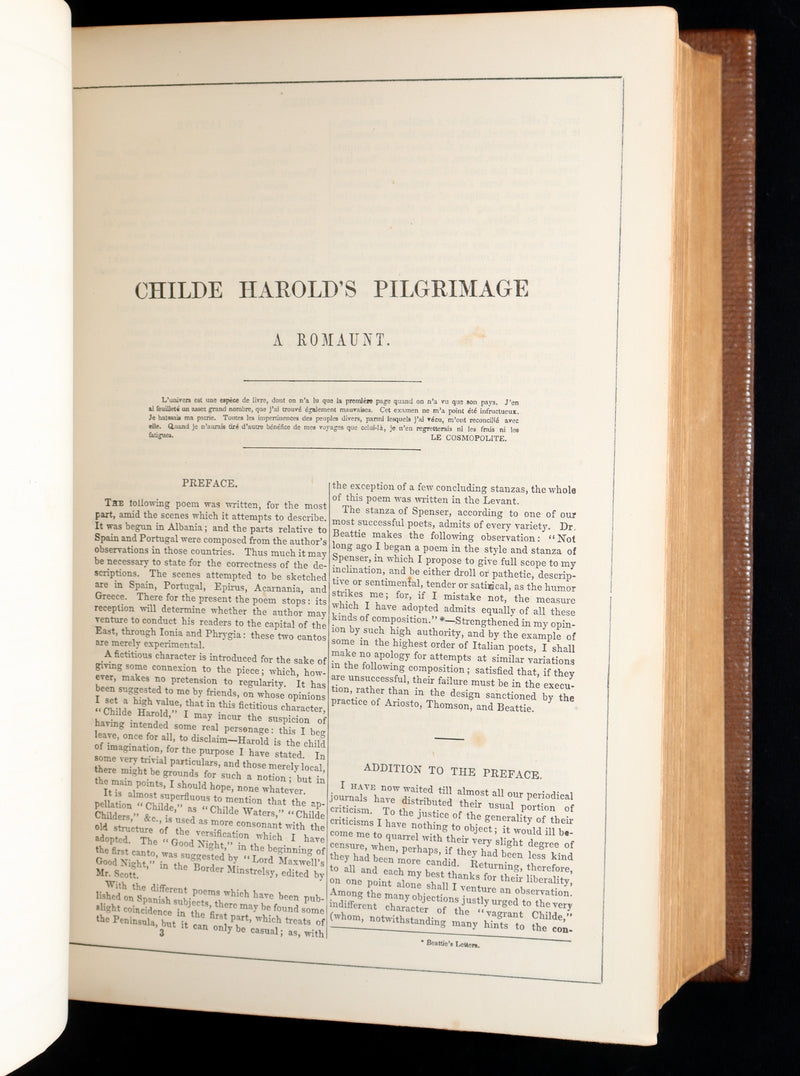 CHILDE HAROLD'S PILGRIMAGE
A ROMAUNT.
L'univers est une espèce de livre, dont on n'a lu que la première page quand on n'a vu que son pays. J'en
ai feuilleté un assez grand nombre, que j'ai trouvé également mauvaises. Cet examen ne m'a point été infructueux.
Je haïssais ma patrie. Toutes les impertinences des peuples divers, parmi lesquels j'ai vécu, m'ont reconcilié avec
elle. Quand je n'aurais tiré d'autre bénéfice de mes voyages que celui-là, je n'en regretterais ni les frais ni les
fatigues.
LE COSMOPOLITE.
PREFACE.
THE following poem was written, for the most
part, amid the scenes which it attempts to describe.
It was begun in Albania; and the parts relative to
Spain and Portugal were composed from the author's
observations in those countries. Thus much it may
be necessary to state for the correctness of the de-
scriptions. The scenes attempted to be sketched
are in Spain, Portugal, Epirus, Acarnania, and
Greece. There for the present the poem stops: its
reception will determine whether the author may
venture to conduct his readers to the capital of the
East, through Ionia and Phrygia: these two cantos
are merely experimental.
A fictitious character is introduced for the sake of
giving some connexion to the piece; which, how-
ever, makes no pretension to regularity. It has
been suggested to me by friends, on whose opinions
I set a high value, that in this fictitious character,
"Childe Harold," I may incur the suspicion of
having intended some real personage: this I beg
leave, once for all, to disclaim—Harold is the child
of imagination, for the purpose I have stated. In
some very trivial particulars, and those merely local,
there might be grounds for such a notion; but in
the main points, I should hope, none whatever.
It is almost superfluous to mention that the ap-
pellation "Childe," as "Childe Waters," "Childe
Childers," &c., is used as more consonant with the
old structure of the versification which I have
adopted. The "Good Night," in the beginning of
the first canto, was suggested by "Lord Maxwell's
Good Night," in the Border Minstrelsy, edited by
Mr. Scott.
With the different poems which have been pub-
lished on Spanish subjects, there may be found some
slight coincidence in the first part, which treats of
the Peninsula, but it can only be casual; as, with
3
the exception of a few concluding stanzas, the whole
of this poem was written in the Levant.
The stanza of Spenser, according to one of our
most successful poets, admits of every variety. Dr.
Beattie makes the following observation: "Not
long ago I began a poem in the style and stanza of
Spenser, in which I propose to give full scope to my
inclination, and be either droll or pathetic, descrip-
tive or sentimental, tender or satirical, as the humor
strikes me; for, if I mistake not, the measure
which I have adopted admits equally of all these
kinds of composition."*—Strengthened in my opin-
ion by such high authority, and by the example of
some in the highest order of Italian poets, I shall
make no apology for attempts at similar variations
in the following composition; satisfied that, if they
are unsuccessful, their failure must be in the execu-
tion, rather than in the design sanctioned by the
practice of Ariosto, Thomson, and Beattie.
ADDITION TO THE PREFACE.
I HAVE now waited till almost all our periodical
journals have distributed their usual portion of
criticism. To the justice of the generality of their
criticisms I have nothing to object; it would ill be-
come me to quarrel with their very slight degree of
censure, when, perhaps, if they had been less kind
they had been more candid. Returning, therefore,
to all and each my best thanks for their liberality,
on one point alone shall I venture an observation.
Among the many objections justly urged to the very
indifferent character of the "vagrant Childe,"
(whom, notwithstanding many hints to the con-
* Beattie's Letters.